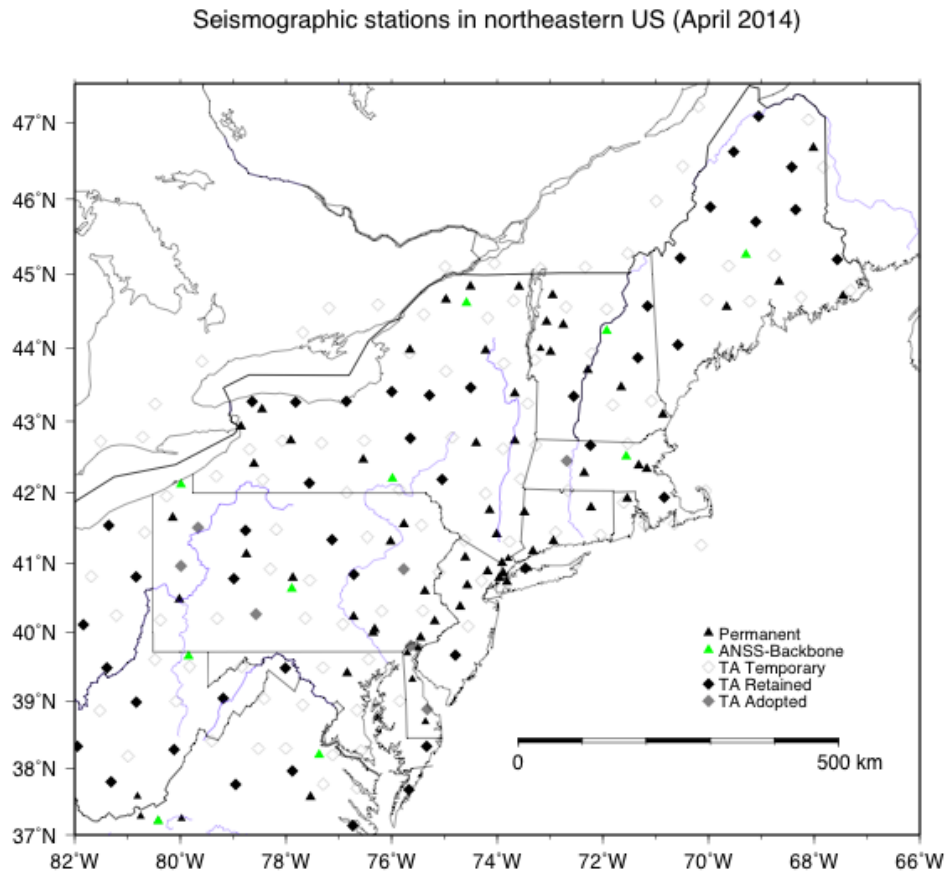 Seismographic stations in northeastern US (April 2014)
47°N
46°N
45°N
44°N
43°N
42°N
41°N
40°N
39°N
38°N
37°N
Permanent
ANSS-Backbone
TA Temporary
TA Retained
TA Adopted
0 500 km
82°W 80°W 78°W 76°W 74°W 72°W 70°W 68°W 66°W